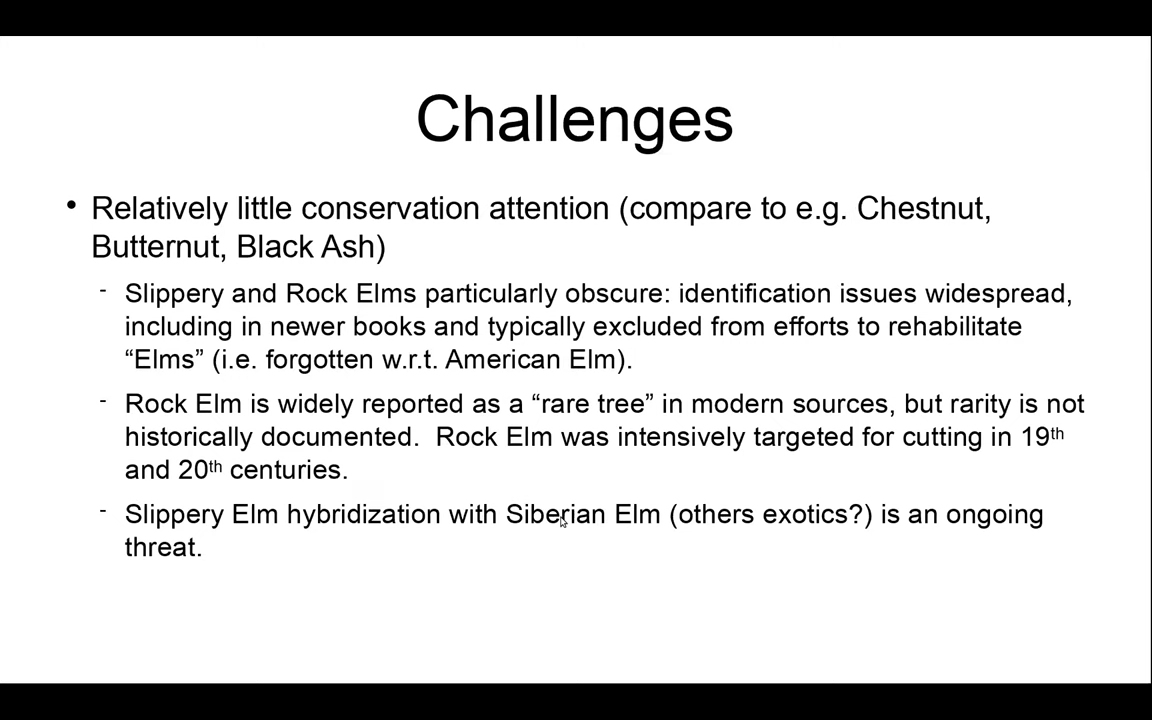 Challenges
• Relatively little conservation attention (compare to e.g. Chestnut,
Butternut, Black Ash)
- Slippery and Rock Elms particularly obscure: identification issues widespread,
including in newer books and typically excluded from efforts to rehabilitate
“Elms” (i.e. forgotten w.r.t. American Elm).
- Rock Elm is widely reported as a “rare tree” in modern sources, but rarity is not
historically documented.  Rock Elm was intensively targeted for cutting in 19th
and 20th centuries.
- Slippery Elm hybridization with Siberian Elm (others exotics?) is an ongoing
threat.